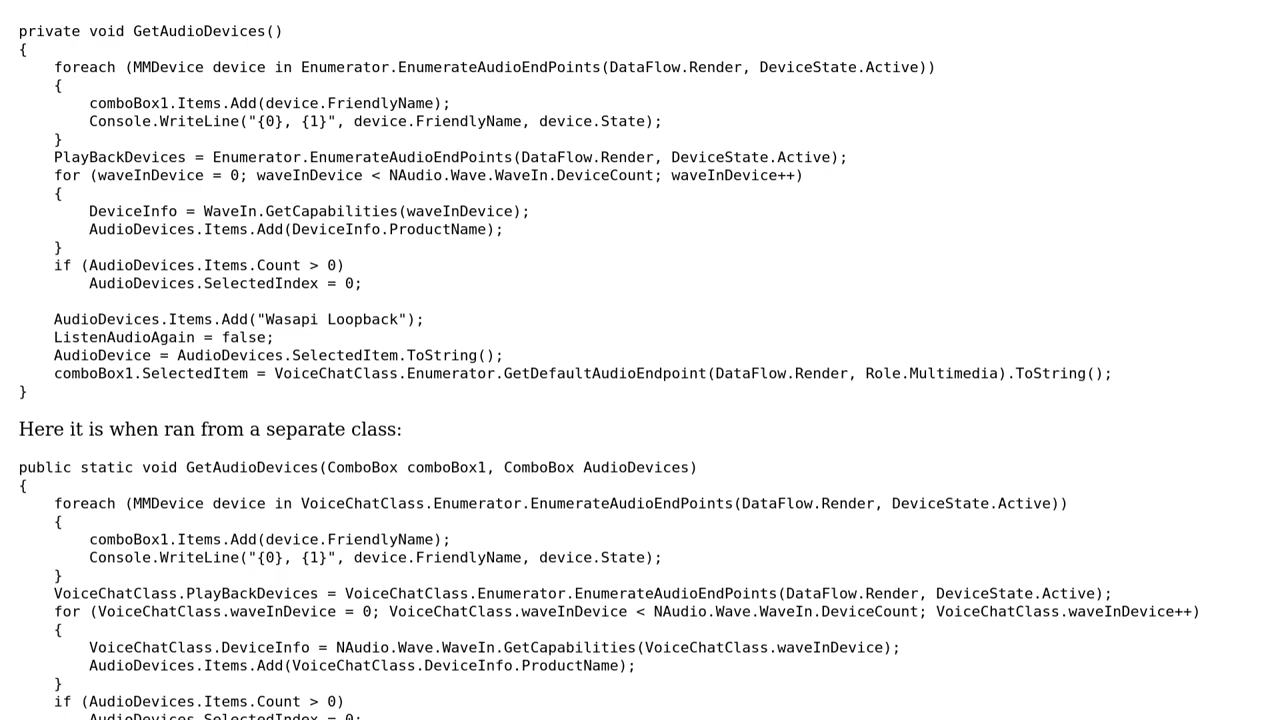 private void GetAudioDevices()
{
    foreach (MMDevice device in Enumerator.EnumerateAudioEndPoints(DataFlow.Render, DeviceState.Active))
    {
        comboBox1.Items.Add(device.FriendlyName);
        Console.WriteLine("{0}, {1}", device.FriendlyName, device.State);
    }
    PlayBackDevices = Enumerator.EnumerateAudioEndPoints(DataFlow.Render, DeviceState.Active);
    for (waveInDevice = 0; waveInDevice < NAudio.Wave.WaveIn.DeviceCount; waveInDevice++)
    {
        DeviceInfo = WaveIn.GetCapabilities(waveInDevice);
        AudioDevices.Items.Add(DeviceInfo.ProductName);
    }
    if (AudioDevices.Items.Count > 0)
        AudioDevices.SelectedIndex = 0;

    AudioDevices.Items.Add("Wasapi Loopback");
    ListenAudioAgain = false;
    AudioDevice = AudioDevices.SelectedItem.ToString();
    comboBox1.SelectedItem = VoiceChatClass.Enumerator.GetDefaultAudioEndpoint(DataFlow.Render, Role.Multimedia).ToString();
}
Here it is when ran from a separate class:
public static void GetAudioDevices(ComboBox comboBox1, ComboBox AudioDevices)
{
    foreach (MMDevice device in VoiceChatClass.Enumerator.EnumerateAudioEndPoints(DataFlow.Render, DeviceState.Active))
    {
        comboBox1.Items.Add(device.FriendlyName);
        Console.WriteLine("{0}, {1}", device.FriendlyName, device.State);
    }
    VoiceChatClass.PlayBackDevices = VoiceChatClass.Enumerator.EnumerateAudioEndPoints(DataFlow.Render, DeviceState.Active);
    for (VoiceChatClass.waveInDevice = 0; VoiceChatClass.waveInDevice < NAudio.Wave.WaveIn.DeviceCount; VoiceChatClass.waveInDevice++)
    {
        VoiceChatClass.DeviceInfo = NAudio.Wave.WaveIn.GetCapabilities(VoiceChatClass.waveInDevice);
        AudioDevices.Items.Add(VoiceChatClass.DeviceInfo.ProductName);
    }
    if (AudioDevices.Items.Count > 0)
        AudioDevices.SelectedIndex = 0;